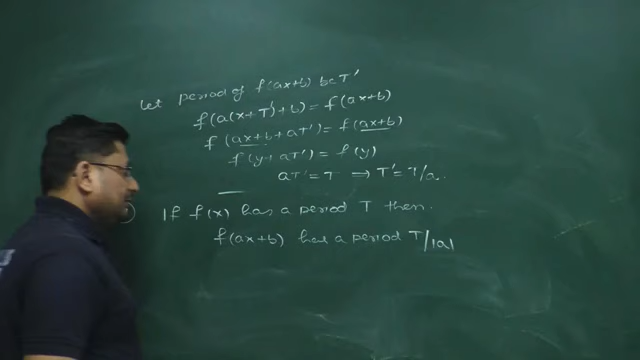 Let period of f(ax+b) be T'
f(a(x+T')+b) = f(ax+b)
f(ax+b+aT') = f(ax+b)
f(y+aT') = f(y)
aT' = T → T' = T/a.
) If f(x) has a period T then.
f(ax+b) has a period T/|a|